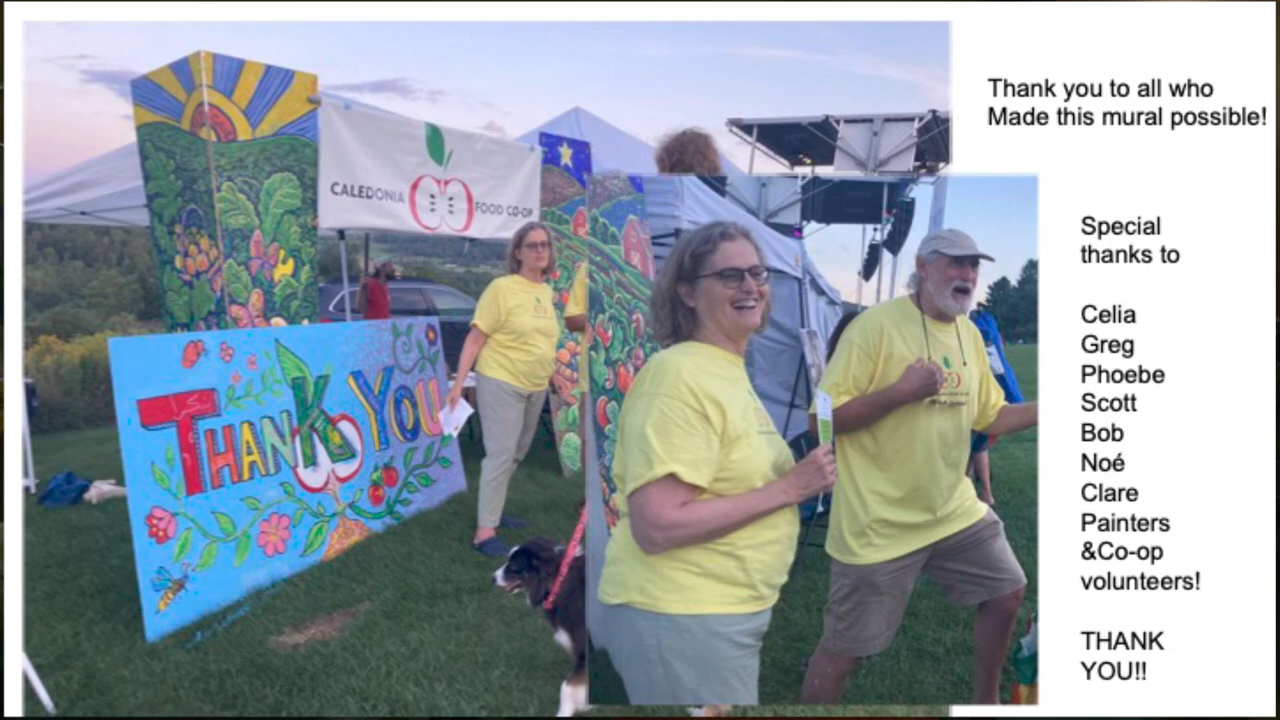 CALEDONIA FOOD CO-OP
THANK YOU
Thank you to all who
Made this mural possible!
Special
thanks to
Celia
Greg
Phoebe
Scott
Bob
Noé
Clare
Painters
&Co-op
volunteers!
THANK
YOU!!